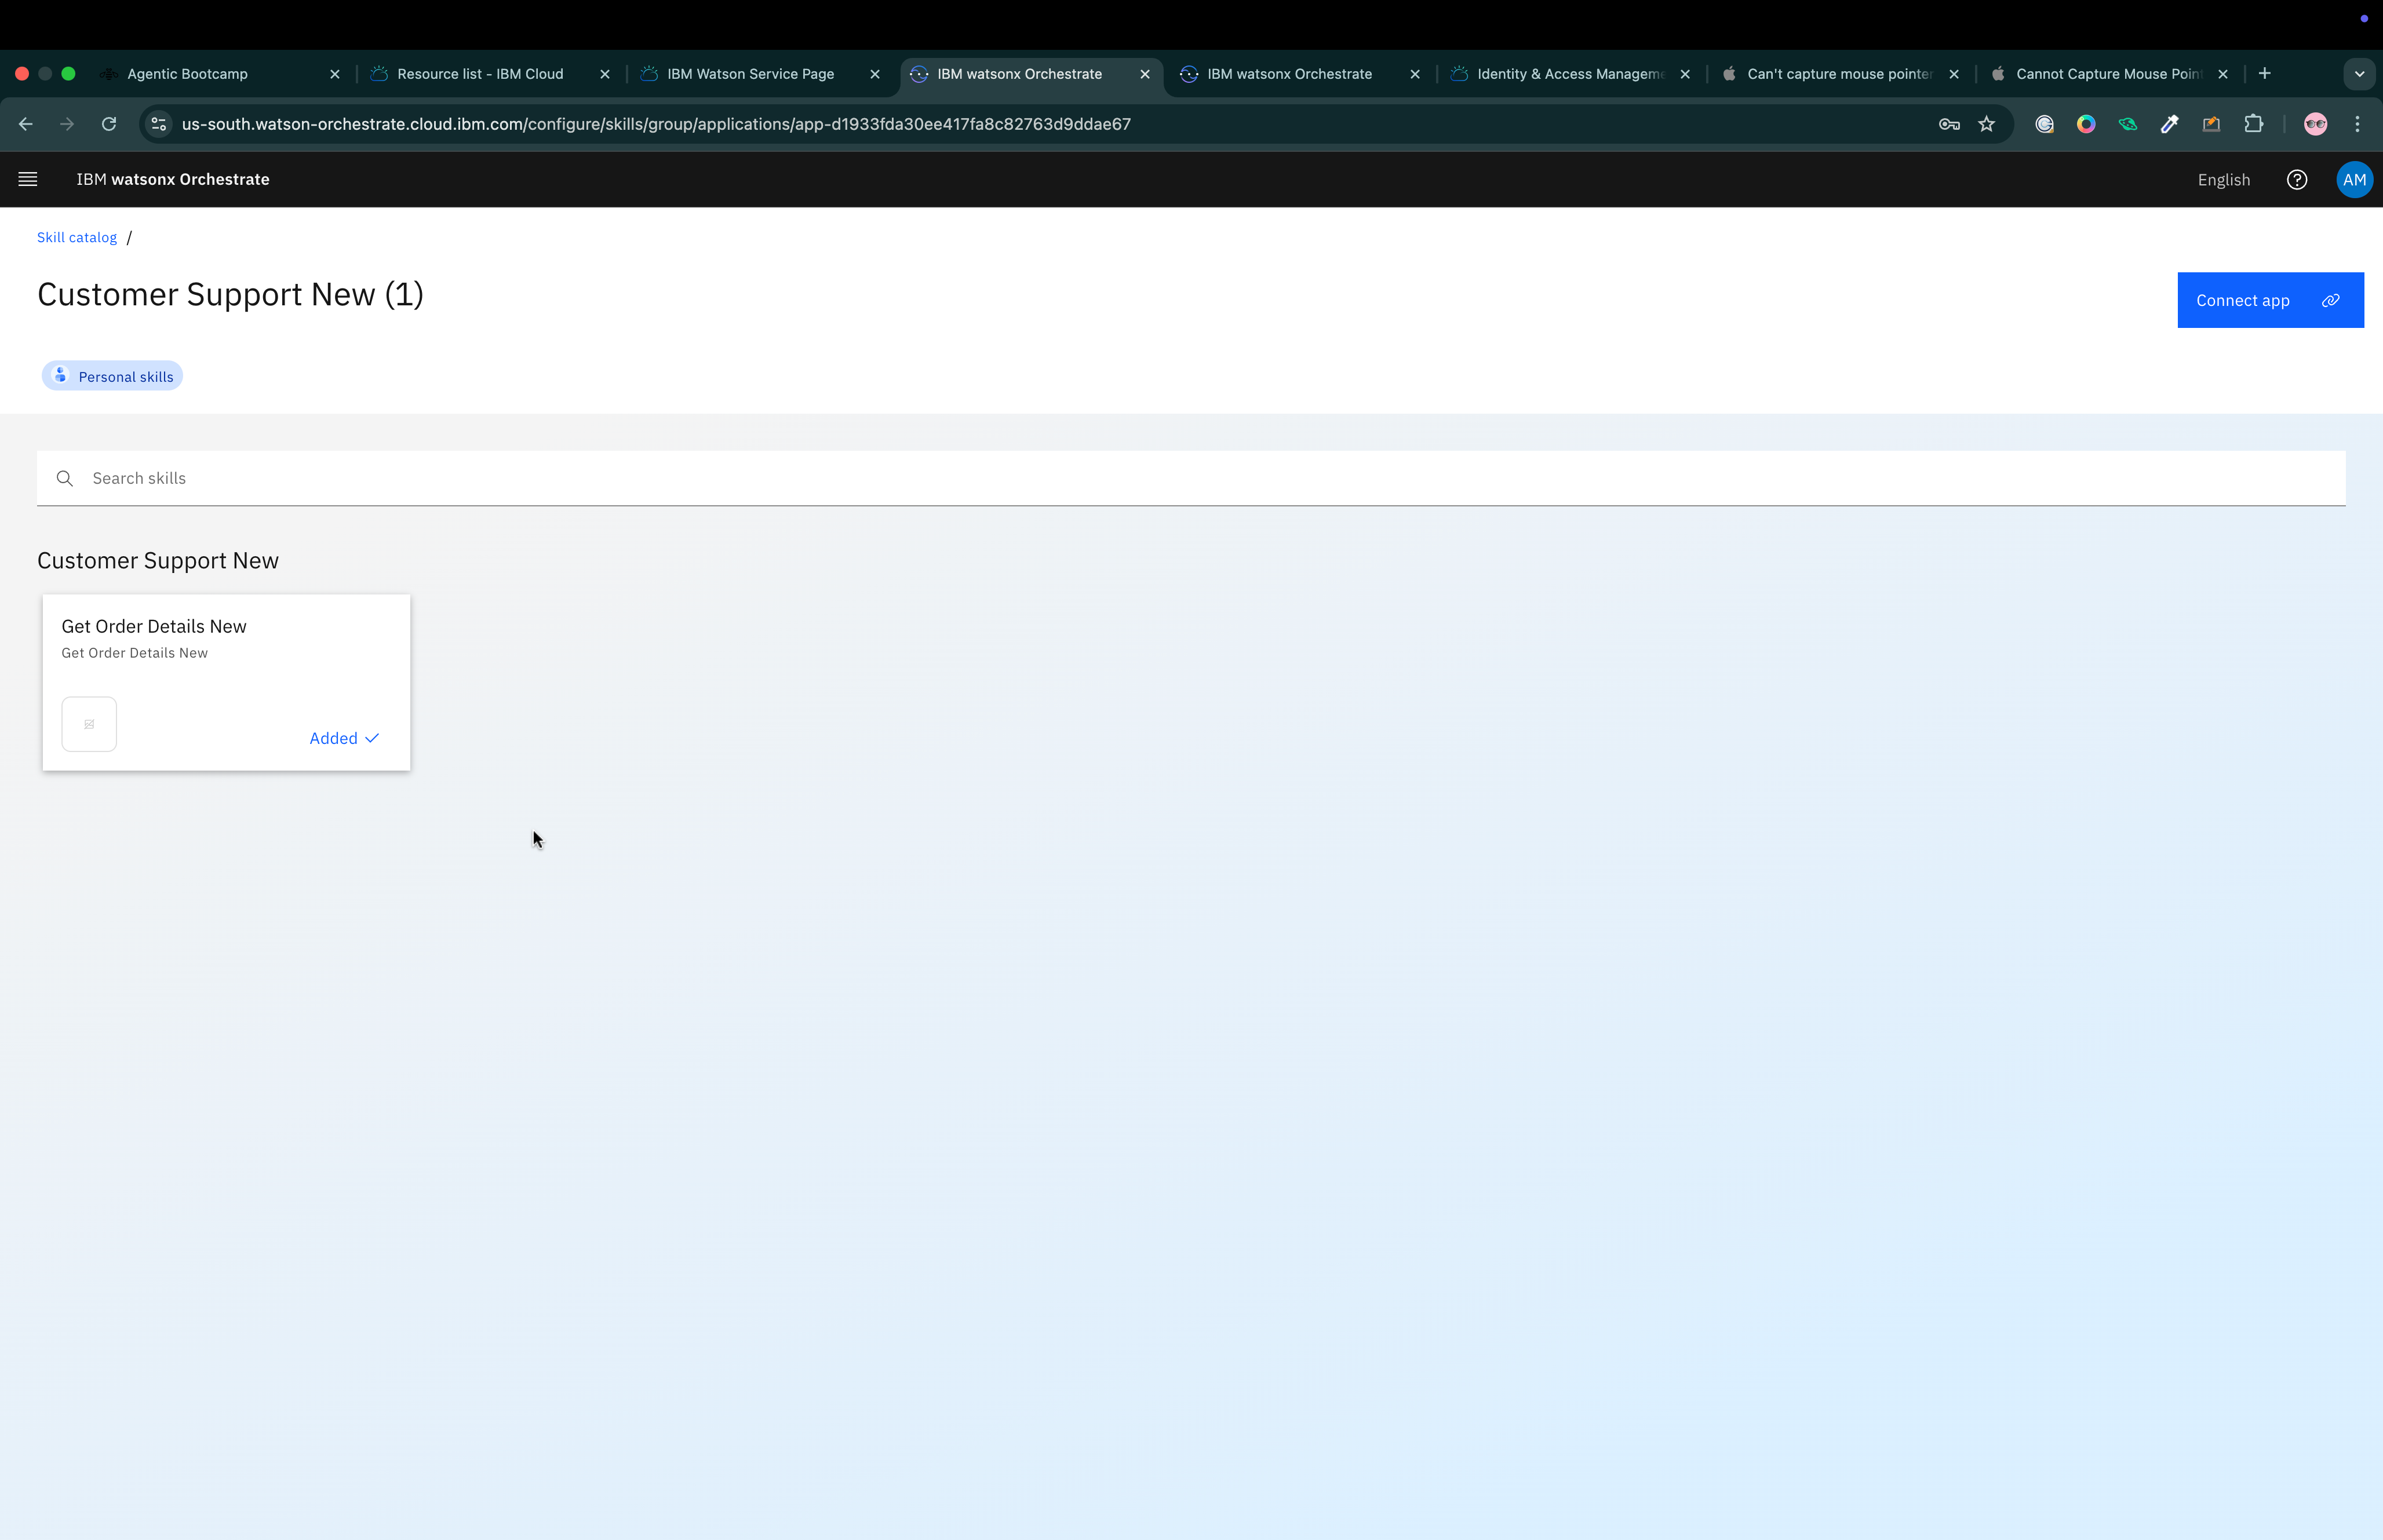 Agentic Bootcamp
Resource list - IBM Cloud
IBM Watson Service Page
IBM watsonx Orchestrate
IBM watsonx Orchestrate
Identity & Access Manageme
Can't capture mouse pointer
Cannot Capture Mouse Point
us-south.watson-orchestrate.cloud.ibm.com/configure/skills/group/applications/app-d1933fda30ee417fa8c82763d9ddae67
IBM watsonx Orchestrate
English
AM
Skill catalog /
Customer Support New (1)
Connect app
Personal skills
Search skills
Customer Support New
Get Order Details New
Get Order Details New
Added